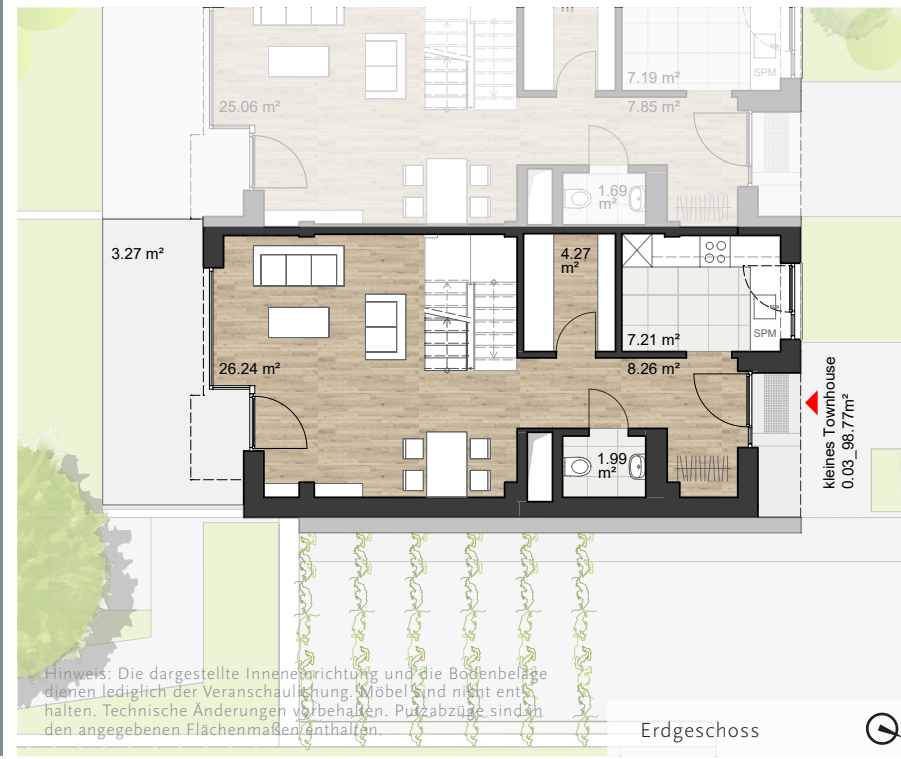 m²
7.19 m²
SPM
25.06 m²
7.85 m²
1.69
m²
3.27 m²
4.27
m²
7.21 m²
SPM
26.24 m²
8.26 m²
kleines Townhouse
0.03_98.77m²
1.99
m²
Hinweis: Die dargestellte Inneneinrichtung und die Bodenbeläge
dienen lediglich der Veranschaulichung. Möbel sind nicht ent-
halten. Technische Änderungen vorbehalten. Putzabzüge sind in
den angegebenen Flächenmaßen enthalten.
Erdgeschoss